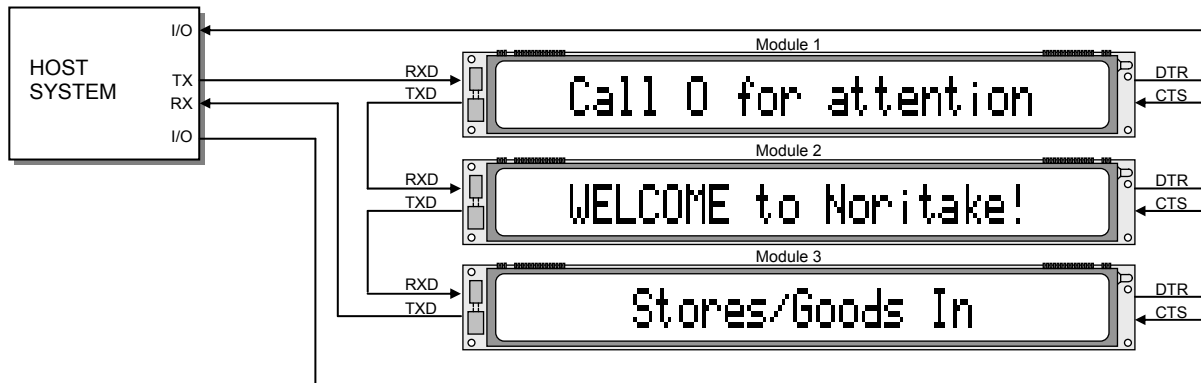 I/O
HOST
SYSTEM
TX
RX
I/O
Module 1
RXD
TXD
Call 0 for attention
DTR
CTS
Module 2
RXD
TXD
WELCOME to Noritake!
DTR
CTS
Module 3
RXD
TXD
Stores/Goods In
DTR
CTS